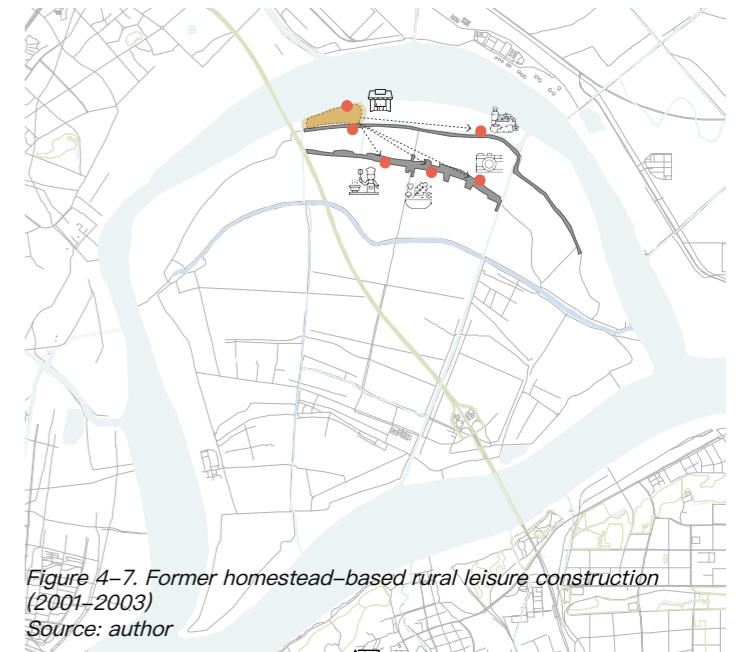 Figure 4–7. Former homestead–based rural leisure construction
(2001–2003)
Source: author